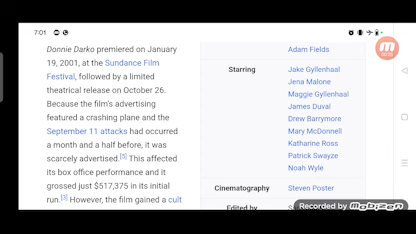 7:01
Donnie Darko premiered on January
19, 2001, at the Sundance Film
Festival, followed by a limited
theatrical release on October 26.
Because the film's advertising
featured a crashing plane and the
September 11 attacks had occurred
a month and a half before, it was
scarcely advertised.[5] This affected
its box office performance and it
grossed just $517,375 in its initial
run.[3] However, the film gained a cult
Adam Fields
Starring
Jake Gyllenhaal
Jena Malone
Maggie Gyllenhaal
James Duval
Drew Barrymore
Mary McDonnell
Katharine Ross
Patrick Swayze
Noah Wyle
Cinematography
Steven Poster
Edited by
Recorded by MOBIZEN